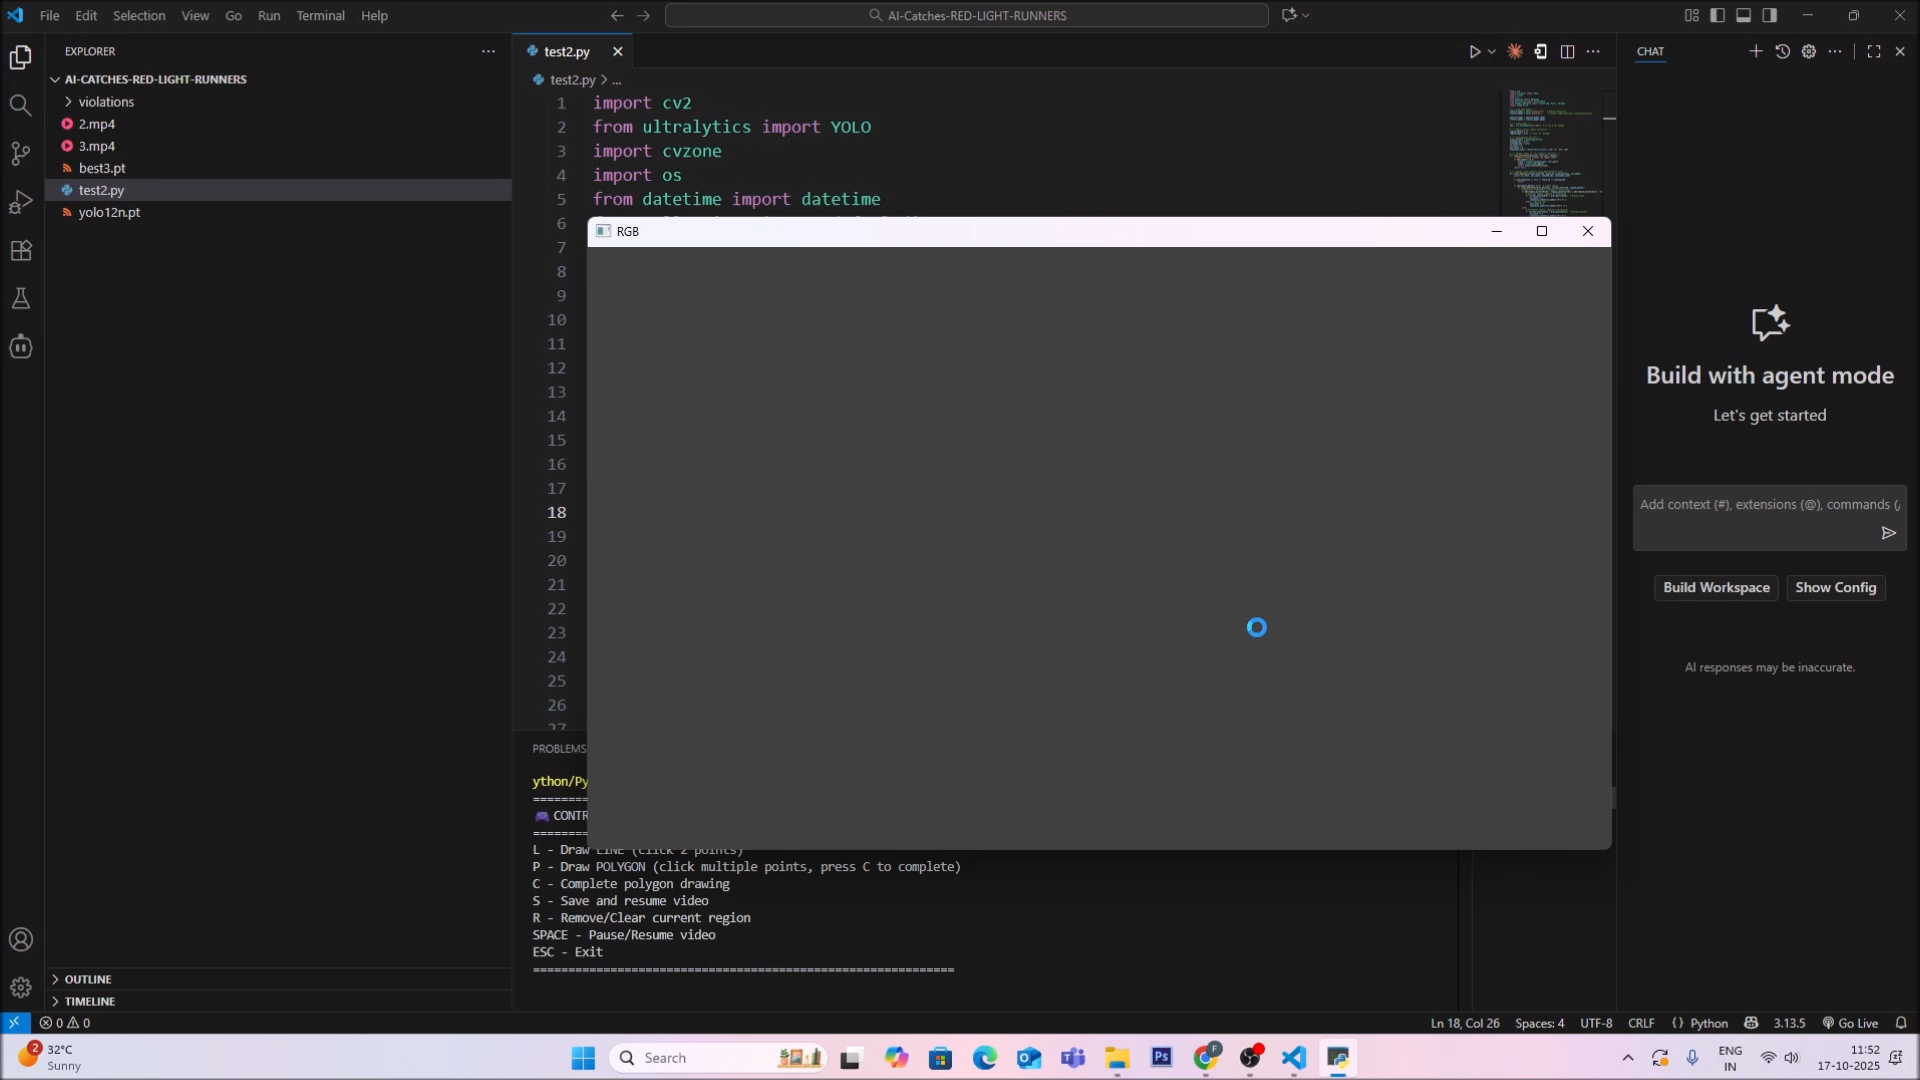 File Edit Selection View Go Run Terminal Help
AI-Catches-RED-LIGHT-RUNNERS
EXPLORER
AI-CATCHES-RED-LIGHT-RUNNERS
violations
2.mp4
3.mp4
best3.pt
test2.py
yolo12n.pt
OUTLINE
TIMELINE
test2.py
test2.py > ...
1 import cv2
2 from ultralytics import YOLO
3 import cvzone
4 import os
5 from datetime import datetime
6
7
8
9
10
11
12
13
14
15
16
17
18
19
20
21
22
23
24
25
26
27
RGB
PROBLEMS
ython/Py
========
CONTR
========
L - Draw LINE (click 2 points)
P - Draw POLYGON (click multiple points, press C to complete)
C - Complete polygon drawing
S - Save and resume video
R - Remove/Clear current region
SPACE - Pause/Resume video
ESC - Exit
============================================================
CHAT
Build with agent mode
Let's get started
Add context (#), extensions (@), commands (/
Build Workspace Show Config
AI responses may be inaccurate.
0 0
Ln 18, Col 26 Spaces: 4 UTF-8 CRLF { } Python 3.13.5 Go Live
2
32°C
Sunny
Search
Ps
F
ENG
IN
11:52
17-10-2025